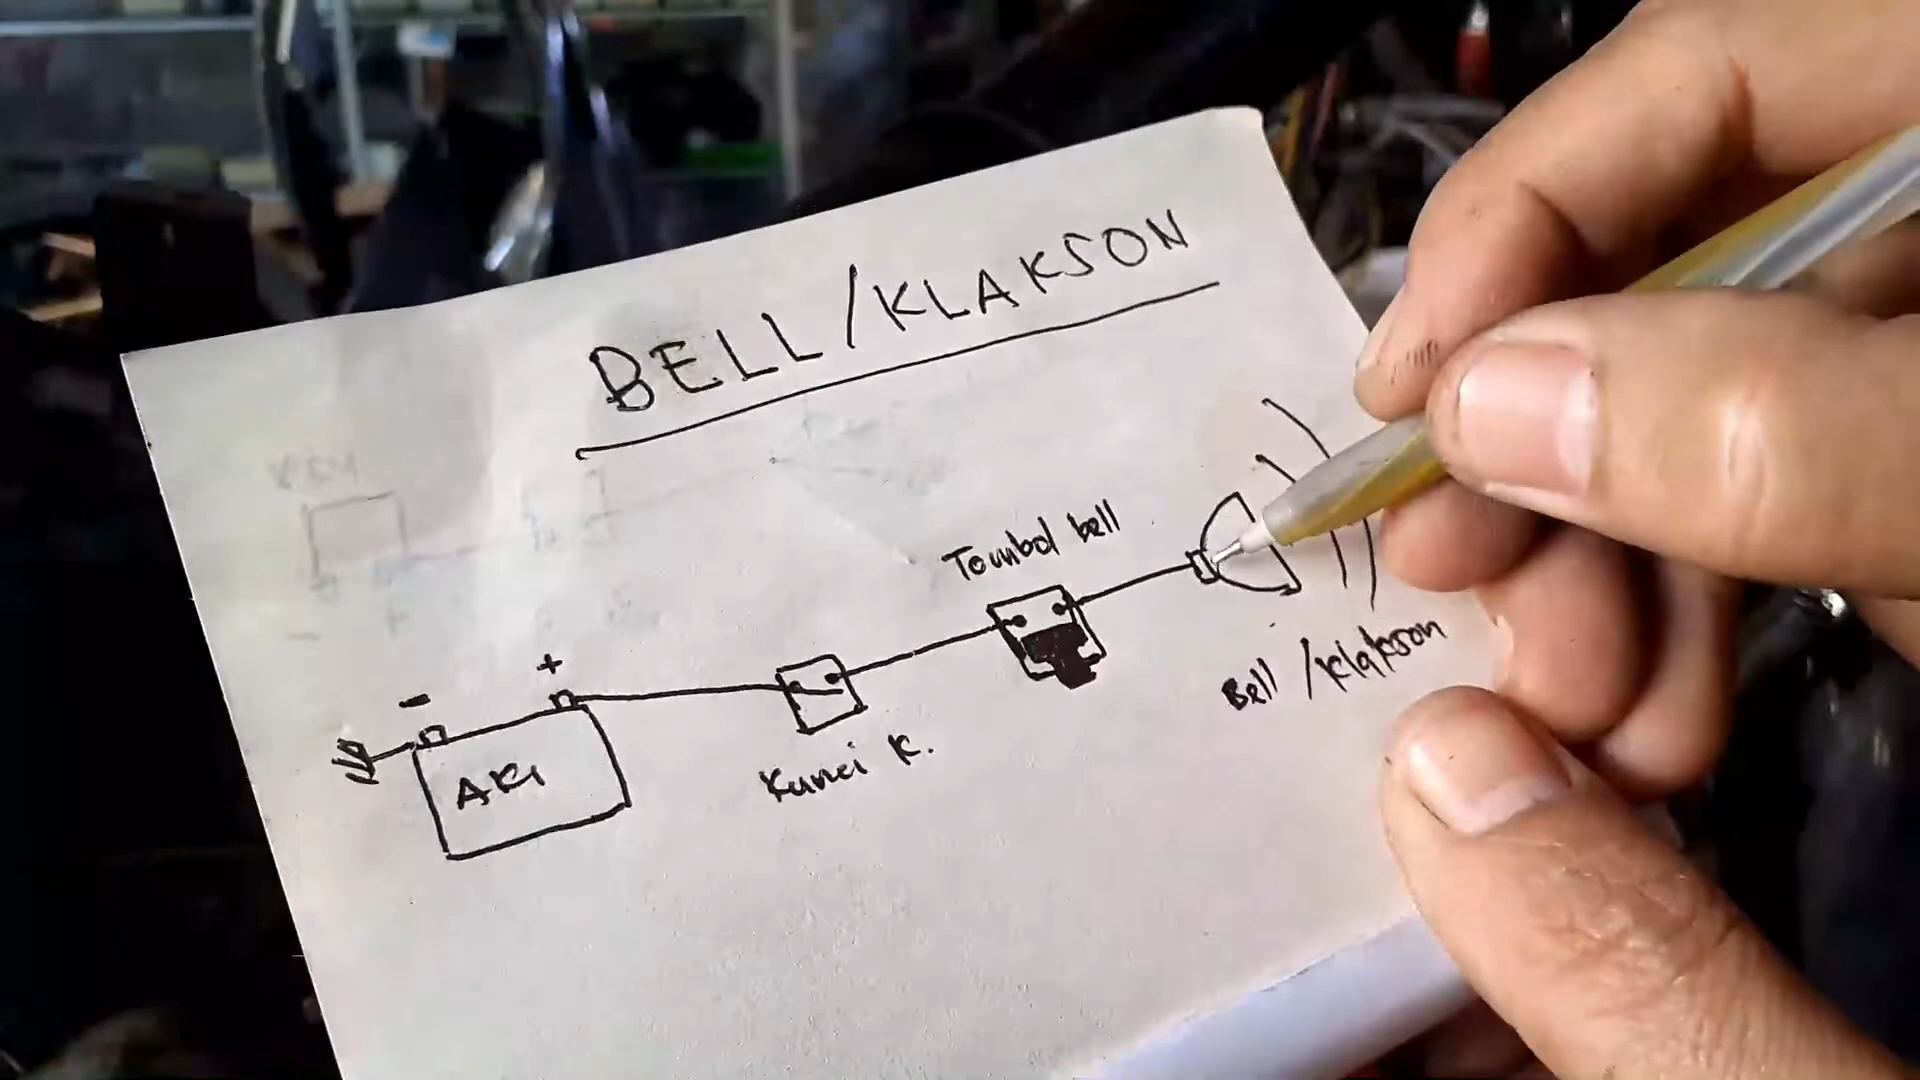 BELL/KLAKSON
Tombol bell
+
-
AKI
Kunci K.
Bell/Klakson